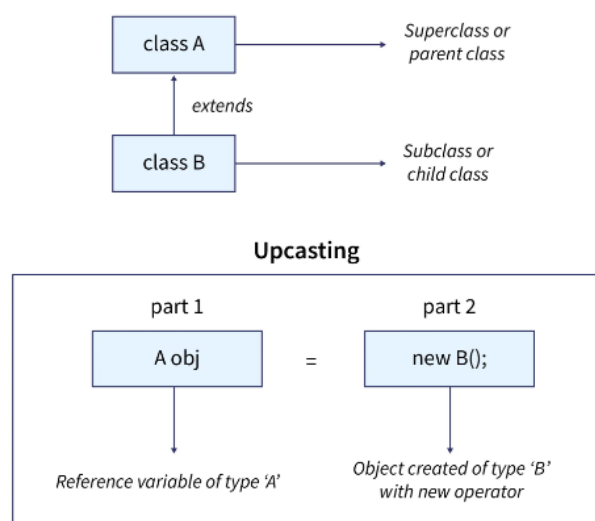 class A
Superclass or
parent class
extends
class B
Subclass or
child class
Upcasting
part 1
part 2
A obj
=
new B();
Reference variable of type ‘A’
Object created of type ‘B’
with new operator